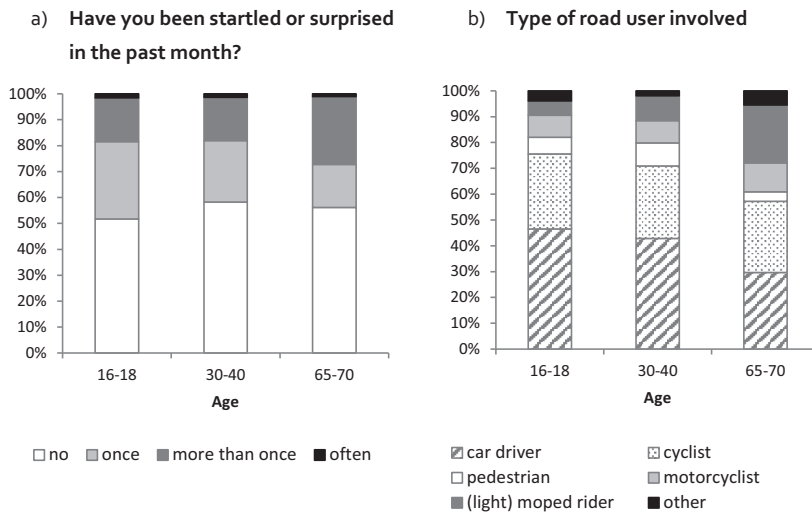 a) Have you been startled or surprised
in the past month?
100%
90%
80%
70%
60%
50%
40%
30%
20%
10%
0%
16-18 30-40 65-70
Age
no once more than once often
b) Type of road user involved
100%
90%
80%
70%
60%
50%
40%
30%
20%
10%
0%
16-18 30-40 65-70
Age
car driver cyclist
pedestrian motorcyclist
(light) moped rider other